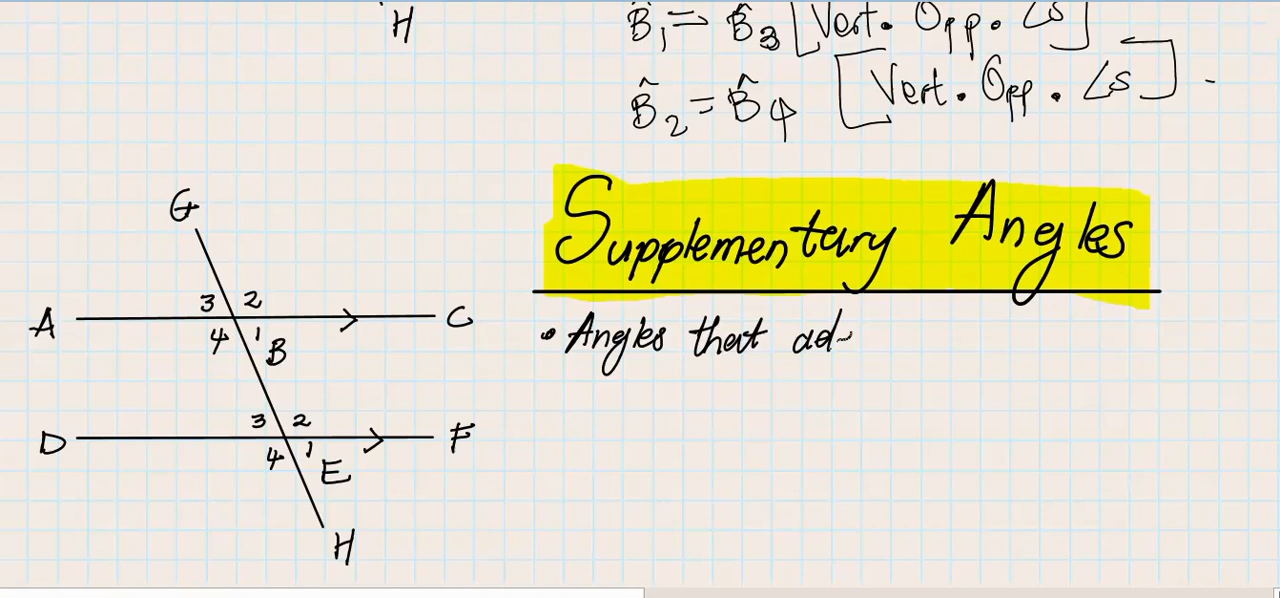 H
B̂₁ = B̂₃ [Vert. Opp. ∠s]
B̂₂ = B̂₄ [Vert. Opp. ∠s]
Supplementary Angles
• Angles that ad
G
3 2
A C
4 1 B
3 2
D F
4 1 E
H